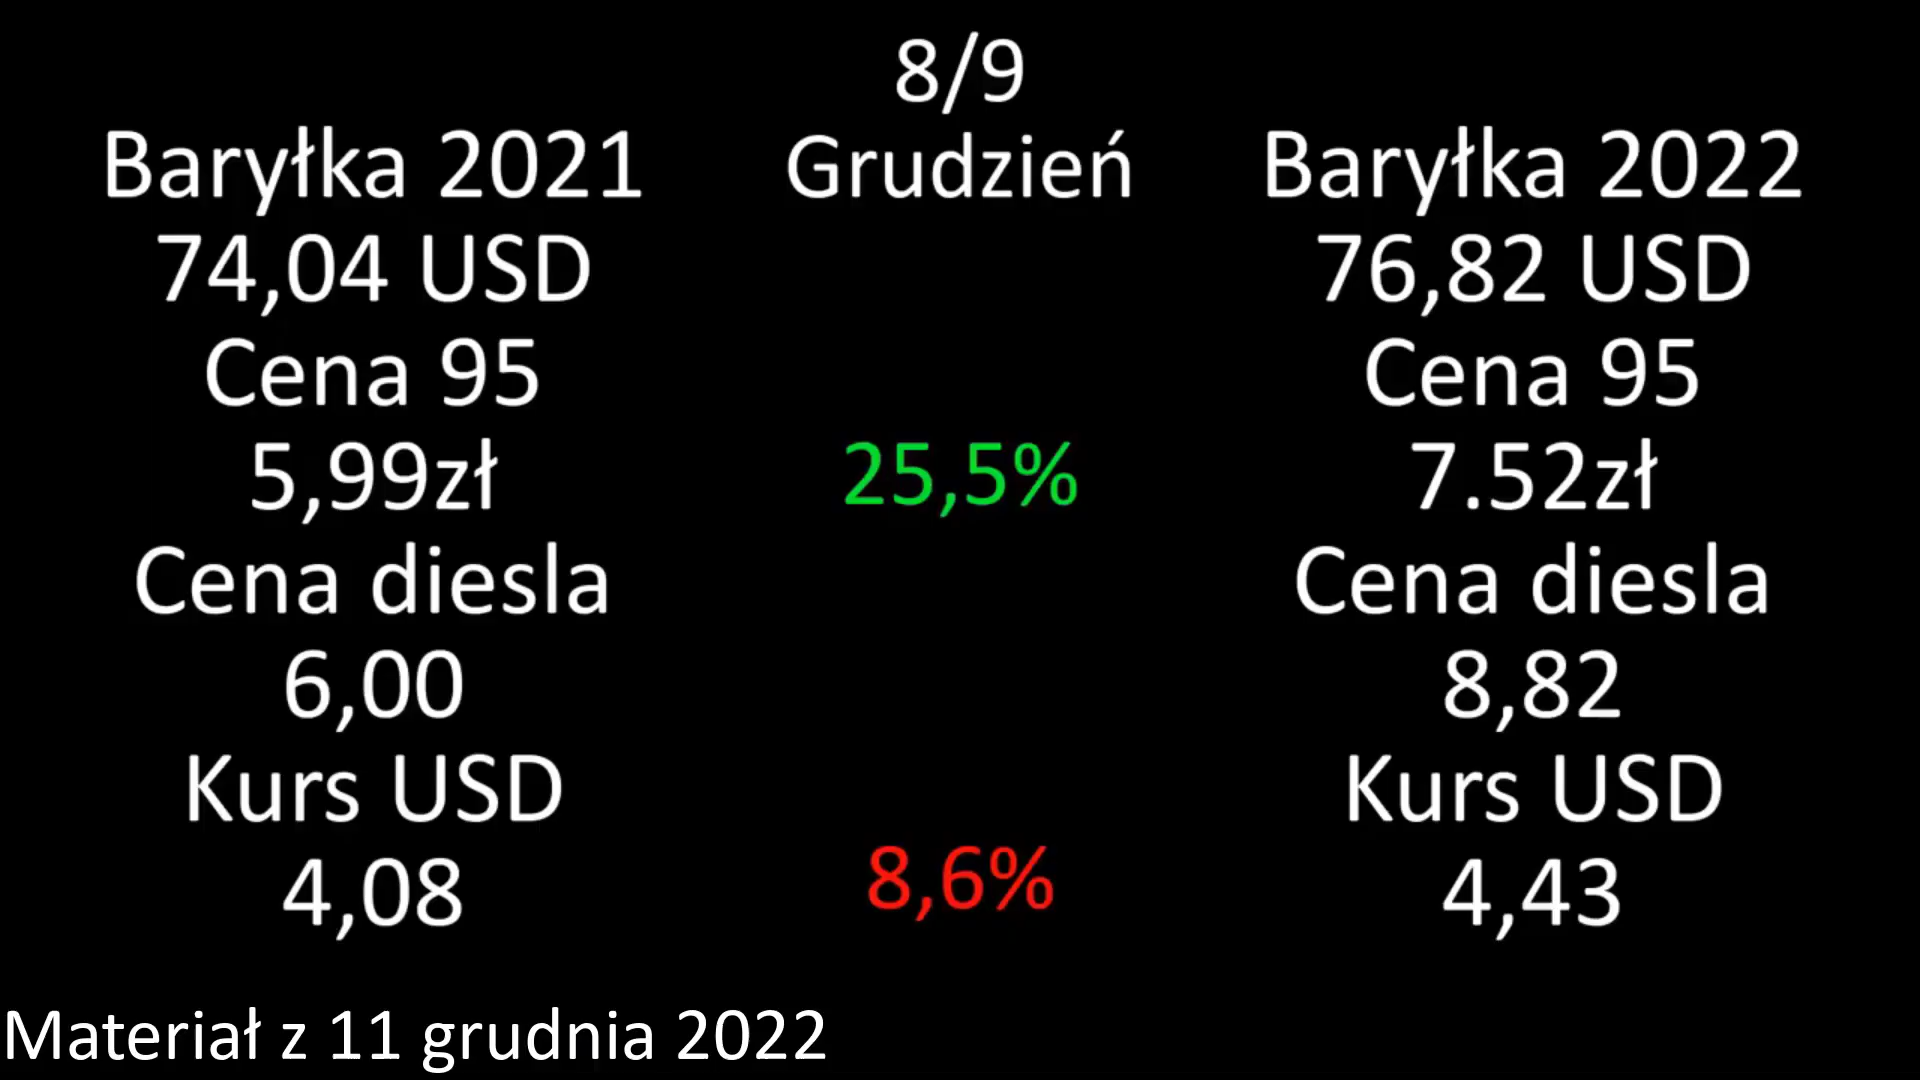 8/9
Grudzień
Baryłka 2021
74,04 USD
Cena 95
5,99zł
Cena diesla
6,00
Kurs USD
4,08
25,5%
8,6%
Baryłka 2022
76,82 USD
Cena 95
7.52zł
Cena diesla
8,82
Kurs USD
4,43
Materiał z 11 grudnia 2022